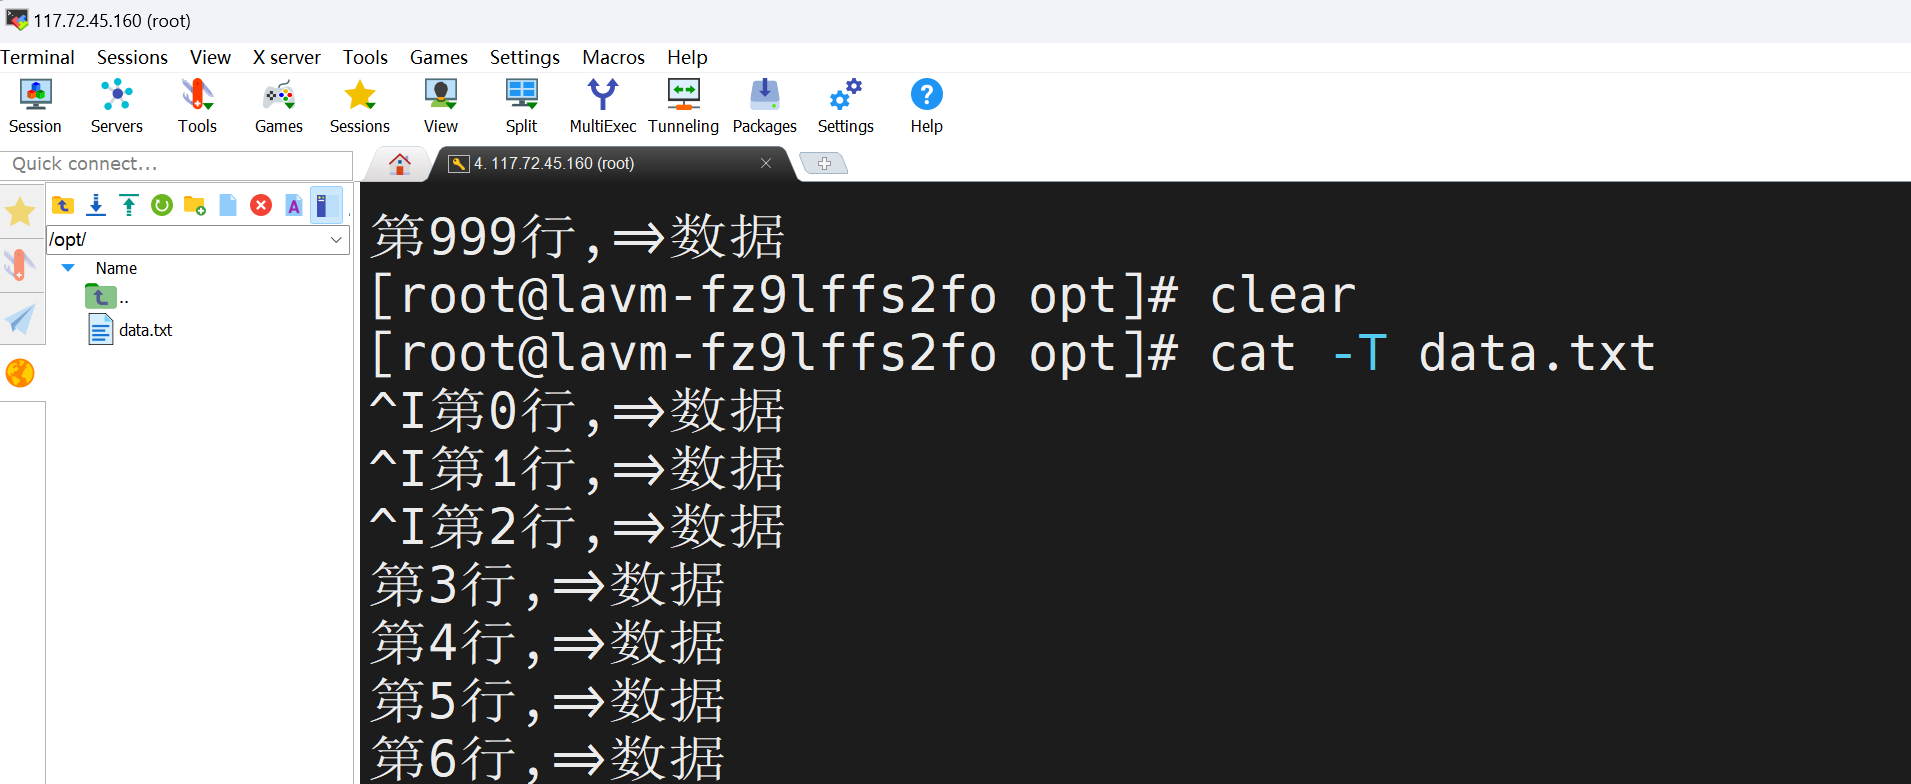 117.72.45.160 (root)
Terminal Sessions View X server Tools Games Settings Macros Help
Session Servers Tools Games Sessions View Split MultiExec Tunneling Packages Settings Help
Quick connect...
4. 117.72.45.160 (root)
/opt/
Name
..
data.txt
第999行,=>数据
[root@lavm-fz9lffs2fo opt]# clear
[root@lavm-fz9lffs2fo opt]# cat -T data.txt
^I第0行,=>数据
^I第1行,=>数据
^I第2行,=>数据
第3行,=>数据
第4行,=>数据
第5行,=>数据
第6行,=>数据